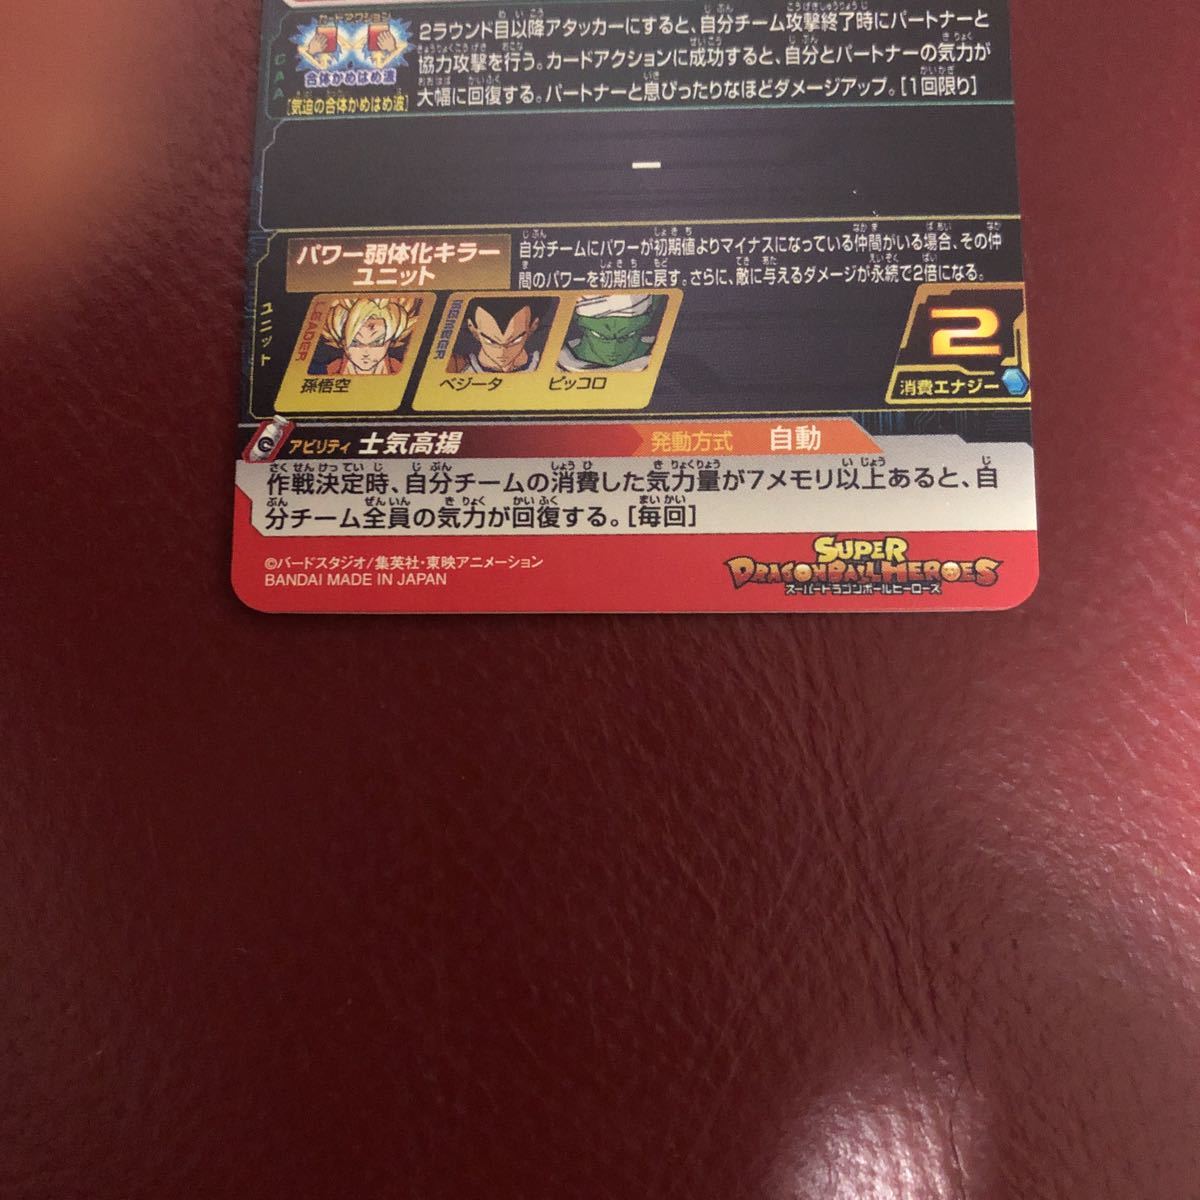 カードアクション
合体かめはめ波
[気迫の合体かめはめ波]
CAA
2ラウンド目以降アタッカーにすると、自分チーム攻撃終了時にパートナーと
協力攻撃を行う。カードアクションに成功すると、自分とパートナーの気力が
大幅に回復する。パートナーと息ぴったりなほどダメージアップ。[1回限り]
ー
パワー弱体化キラー
ユニット
自分チームにパワーが初期値よりマイナスになっている仲間がいる場合、その仲
間のパワーを初期値に戻す。さらに、敵に与えるダメージが永続で2倍になる。
ユニット
LEADER
孫悟空
MEMBER
ベジータ
ピッコロ
2
消費エナジー
アビリティ 士気高揚
発動方式 自動
作戦決定時、自分チームの消費した気力量が7メモリ以上あると、自
分チーム全員の気力が回復する。[毎回]
©バードスタジオ/集英社・東映アニメーション
BANDAI MADE IN JAPAN
SUPER
DRAGONBALL HEROES
スーパードラゴンボールヒーローズ